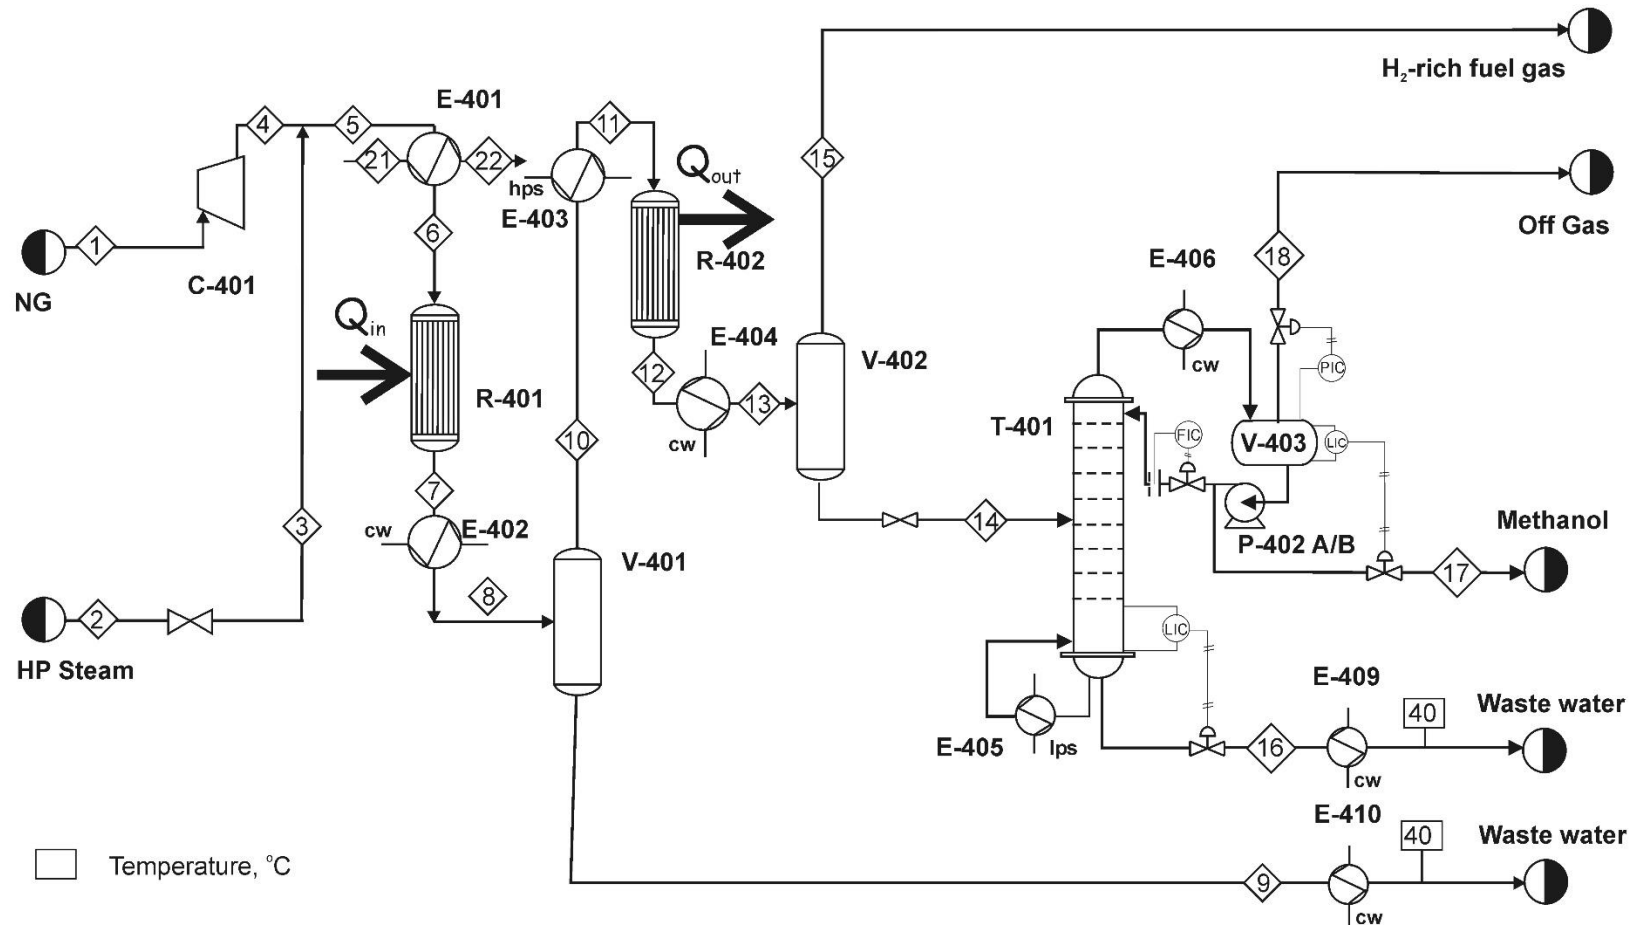 H₂-rich fuel gas
E-401
4
5
11
Q out
21
22
hps
E-403
15
Off Gas
1
6
R-402
E-406
18
C-401
NG
Q in
E-404
12
13
V-402
cw
PIC
R-401
T-401
FIC
V-403
LIC
10
cw
7
3
cw
E-402
14
P-402 A/B
Methanol
V-401
17
8
2
LIC
HP Steam
E-409
40
Waste water
E-405
lps
16
cw
E-410
40
Waste water
Temperature, °C
9
cw